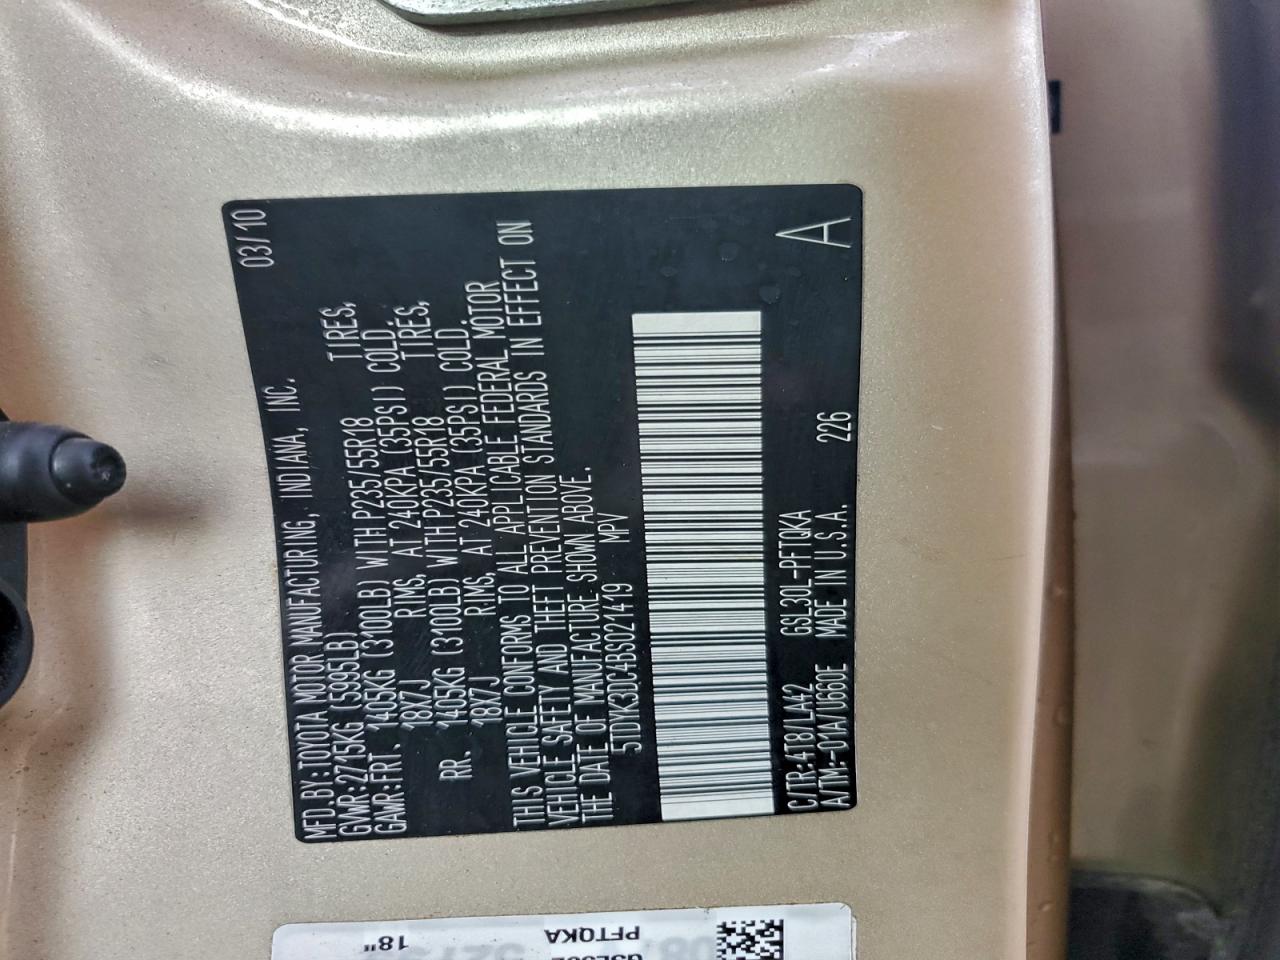 MFD.BY:TOYOTA MOTOR MANUFACTURING, INDIANA, INC. 03/10
GVWR:2715KG (5995LB)
GAWR:FRT. 1405KG (3100LB) WITH P235/55R18 TIRES,
18X7J RIMS, AT 240KPA (35PSI) COLD.
RR. 1405KG (3100LB) WITH P235/55R18 TIRES,
18X7J RIMS, AT 240KPA (35PSI) COLD.
THIS VEHICLE CONFORMS TO ALL APPLICABLE FEDERAL MOTOR
VEHICLE SAFETY AND THEFT PREVENTION STANDARDS IN EFFECT ON
THE DATE OF MANUFACTURE SHOWN ABOVE.
5TDYK3DC4BS021419 MPV
C/TR:4T8/LA42 GSL30L-PFTQKA
A/TM:-01A/U660E MADE IN U.S.A. 226
A
PFTQKA
18"